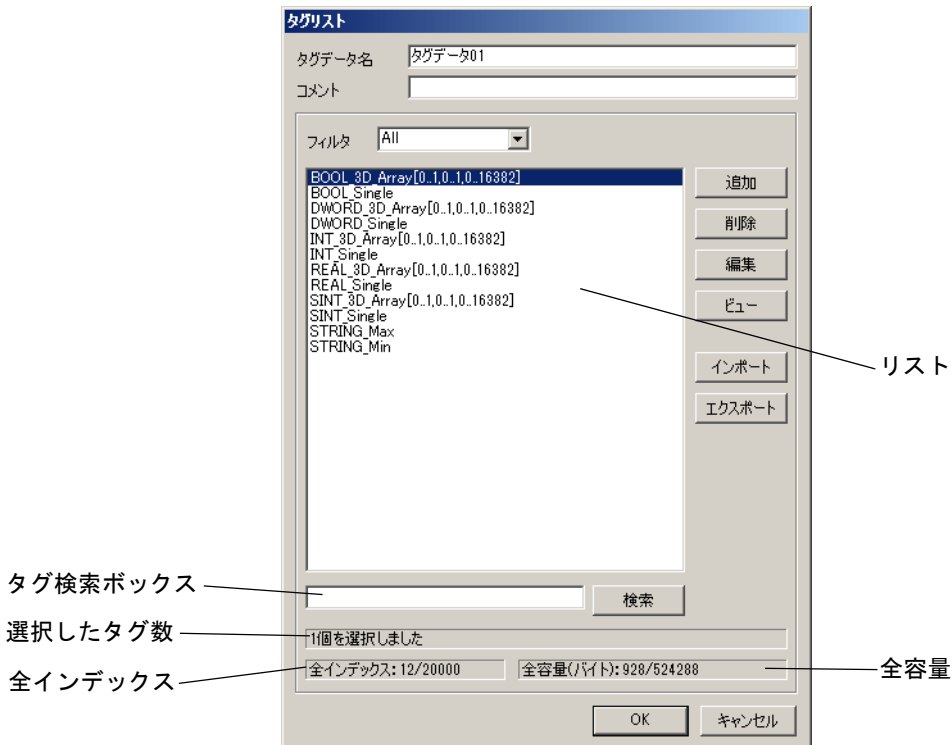 タグリスト
タグデータ名 タグデータ01
コメント
フィルタ All
BOOL_3D_Array[0..1,0..1,0..16382]
BOOL_Single
DWORD_3D_Array[0..1,0..1,0..16382]
DWORD_Single
INT_3D_Array[0..1,0..1,0..16382]
INT_Single
REAL_3D_Array[0..1,0..1,0..16382]
REAL_Single
SINT_3D_Array[0..1,0..1,0..16382]
SINT_Single
STRING_Max
STRING_Min
追加
削除
編集
ビュー
インポート
エクスポート
リスト
タグ検索ボックス
検索
選択したタグ数
1個を選択しました
全インデックス
全インデックス: 12/20000
全容量(バイト): 928/524288
全容量
OK
キャンセル